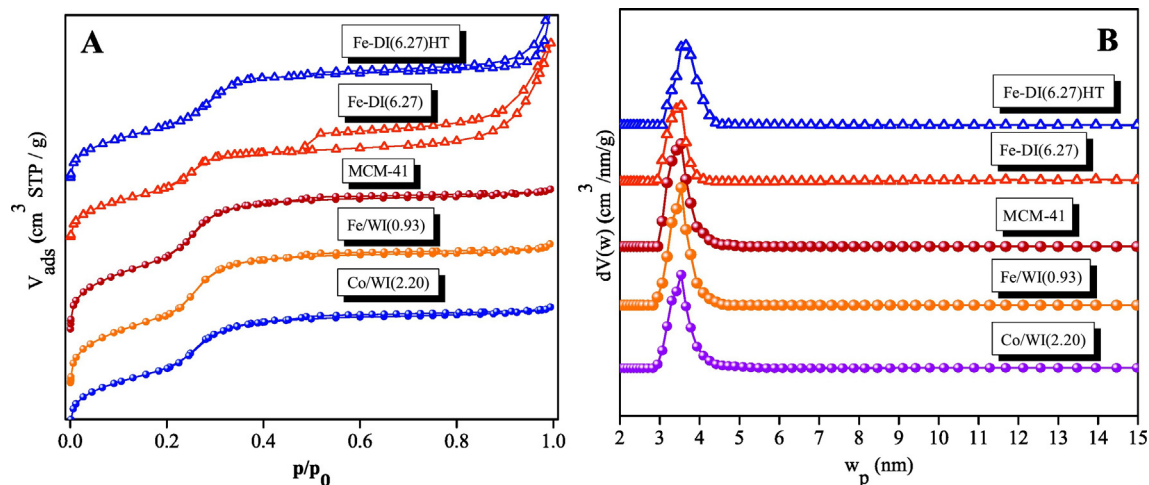 A
Fe-DI(6.27)HT
Fe-DI(6.27)
MCM-41
Fe/WI(0.93)
Co/WI(2.20)
V_ads (cm^3 STP / g)
0.0 0.2 0.4 0.6 0.8 1.0
p/p_0
B
Fe-DI(6.27)HT
Fe-DI(6.27)
MCM-41
Fe/WI(0.93)
Co/WI(2.20)
dV(w) (cm^3/nm/g)
2 3 4 5 6 7 8 9 10 11 12 13 14 15
w_p (nm)